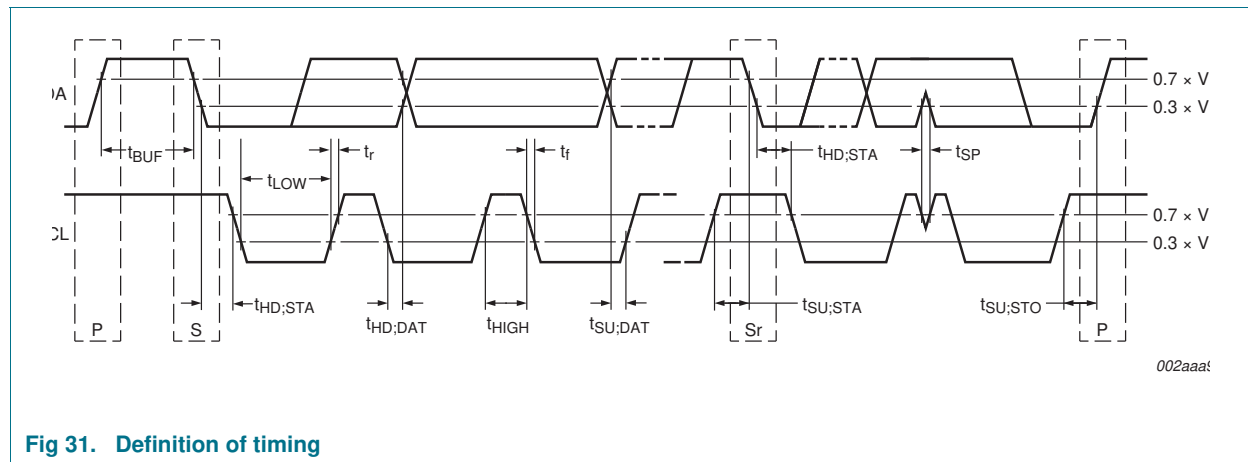 0.7 × V
0.3 × V
tBUF
tr
tf
tHD;STA
tSP
tLOW
CL
0.7 × V
0.3 × V
tHD;STA
tHD;DAT
tHIGH
tSU;DAT
tSU;STA
tSU;STO
P
S
Sr
P
Fig 31. Definition of timing